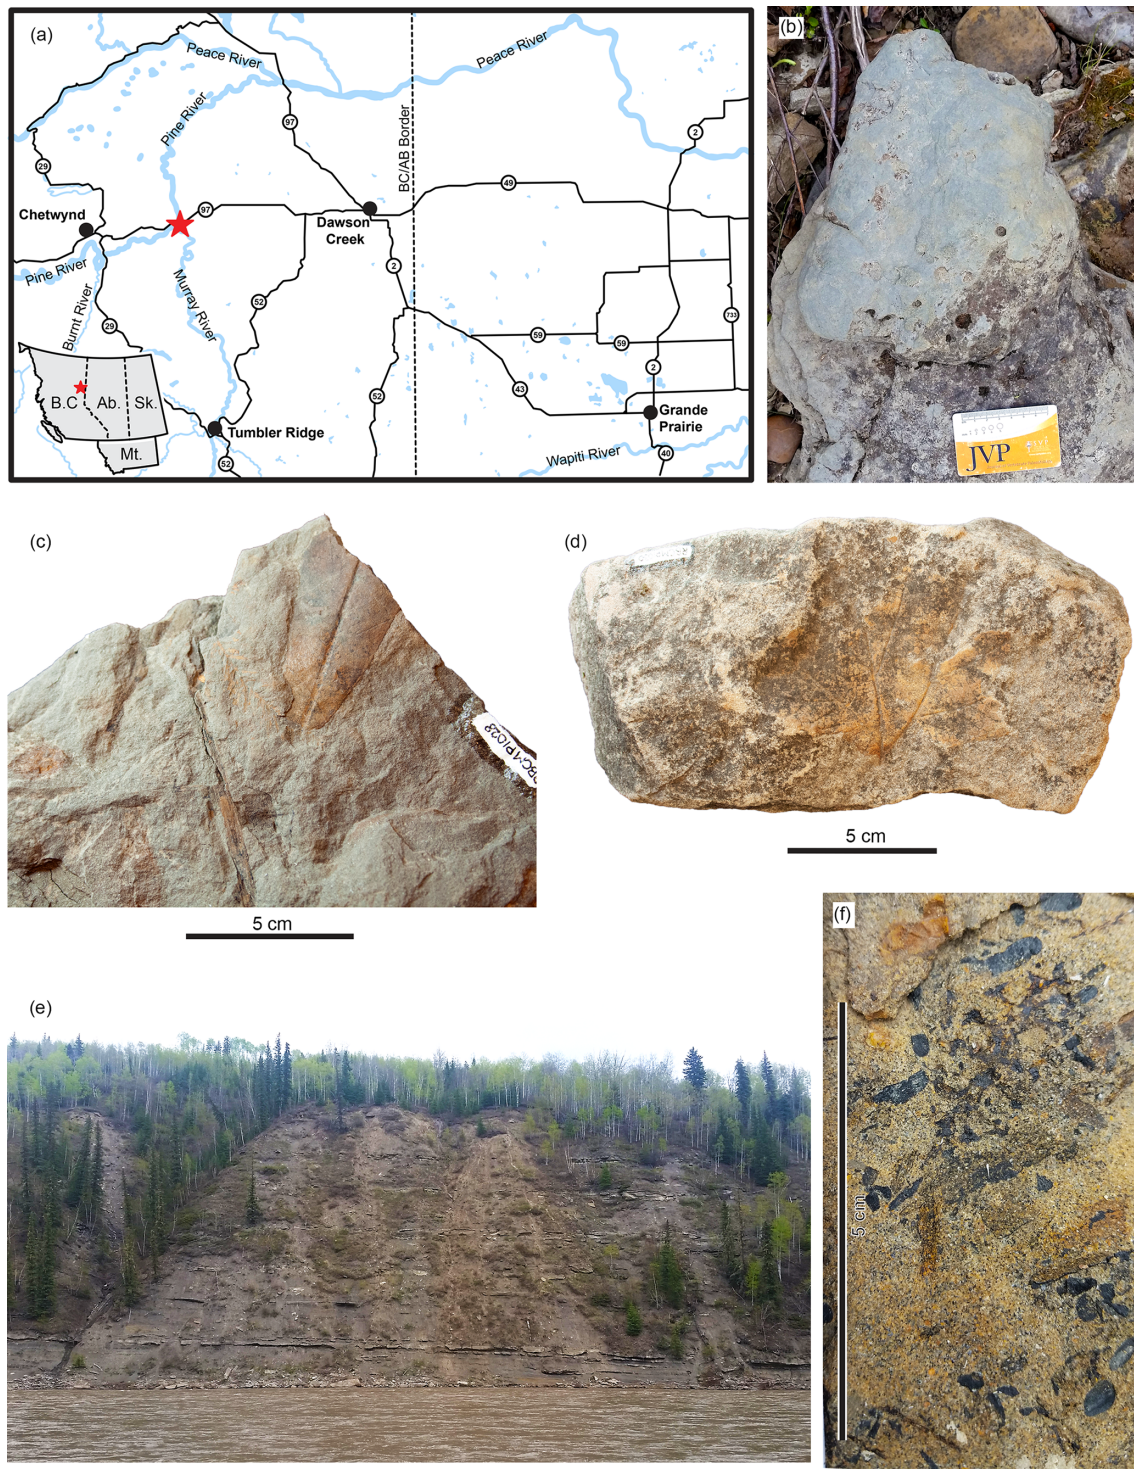 (a)
Peace River
Peace River
Pine River
97
BC/AB Border
2
29
49
Chetwynd
97
Dawson
Creek
Pine River
Murray River
2
Burnt River
52
733
29
59
59
2
B.C
Ab.
Sk.
43
52
Grande
Prairie
Tumbler Ridge
Mt.
52
Wapiti River
40
(b)
JVP
(c)
5 cm
(d)
5 cm
(e)
(f)
5 cm